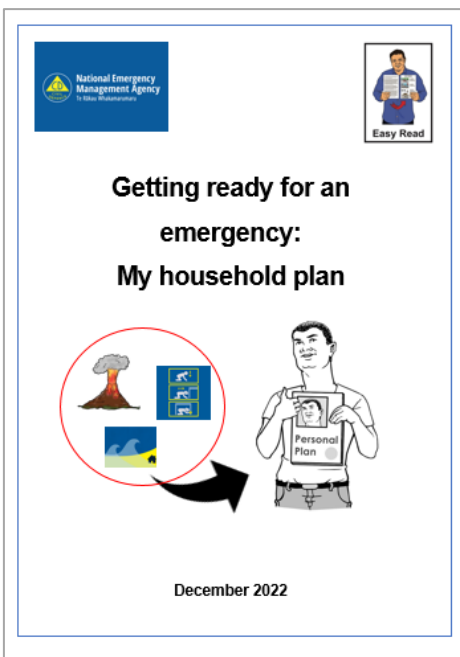 National Emergency
Management Agency
Te Rākau Whakamarumaru
Easy Read
Getting ready for an
emergency:
My household plan
Personal
Plan
December 2022